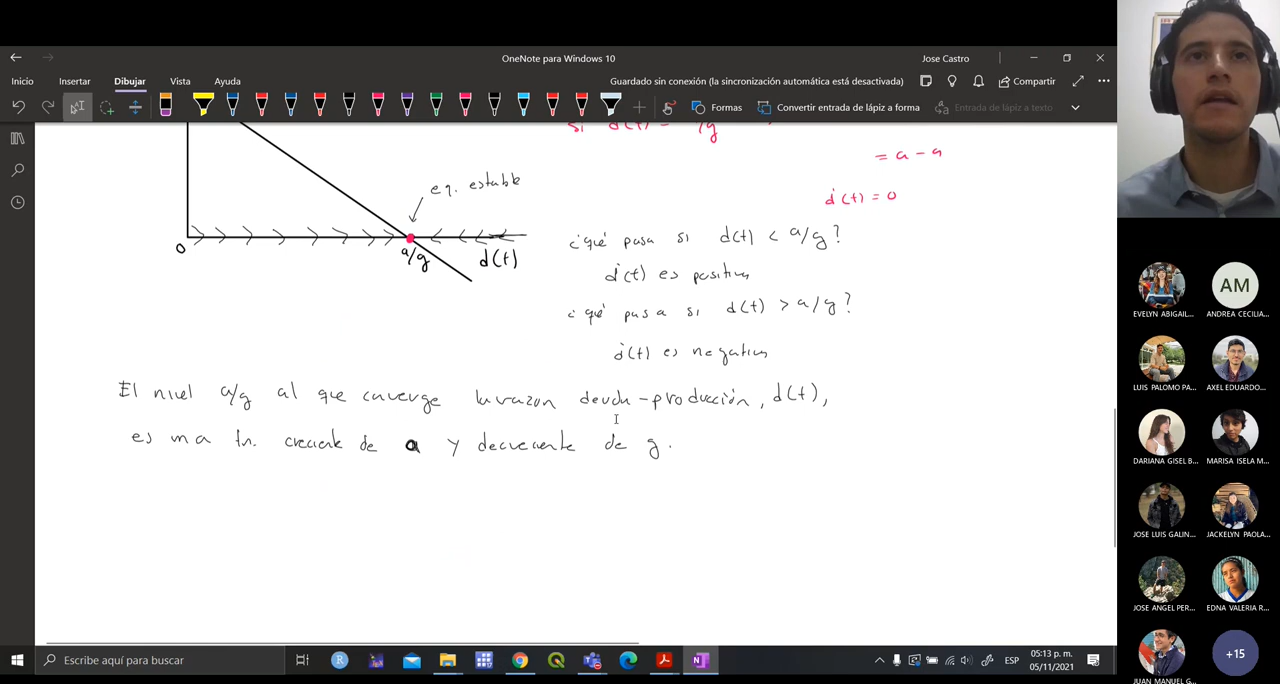 OneNote para Windows 10
Jose Castro
Inicio
Insertar
Dibujar
Vista
Ayuda
Guardado sin conexión (la sincronización automática está desactivada)
Compartir
Formas
Convertir entrada de lápiz a forma
Entrada de lápiz a texto
= a - a
ḋ(t) = 0
eq. estable
0
a/g
d(t)
¿qué pasa si d(t) < a/g?
ḋ(t) es positiva
¿qué pasa si d(t) > a/g?
ḋ(t) es negativa
El nivel a/g al que converge la razon deuda-producción, d(t),
es una fn. creciente de a y decreciente de g.
EVELYN ABIGAIL...
AM
ANDREA CECILIA...
LUIS PALOMO PA...
AXEL EDUARDO...
DARIANA GISEL B...
MARISA ISELA M...
JOSE LUIS GALIN...
JACKELYN PAOLA...
JOSE ANGEL PER...
EDNA VALERIA R...
JUAN MANUEL G...
+15
Escribe aquí para buscar
ESP
05:13 p. m.
05/11/2021